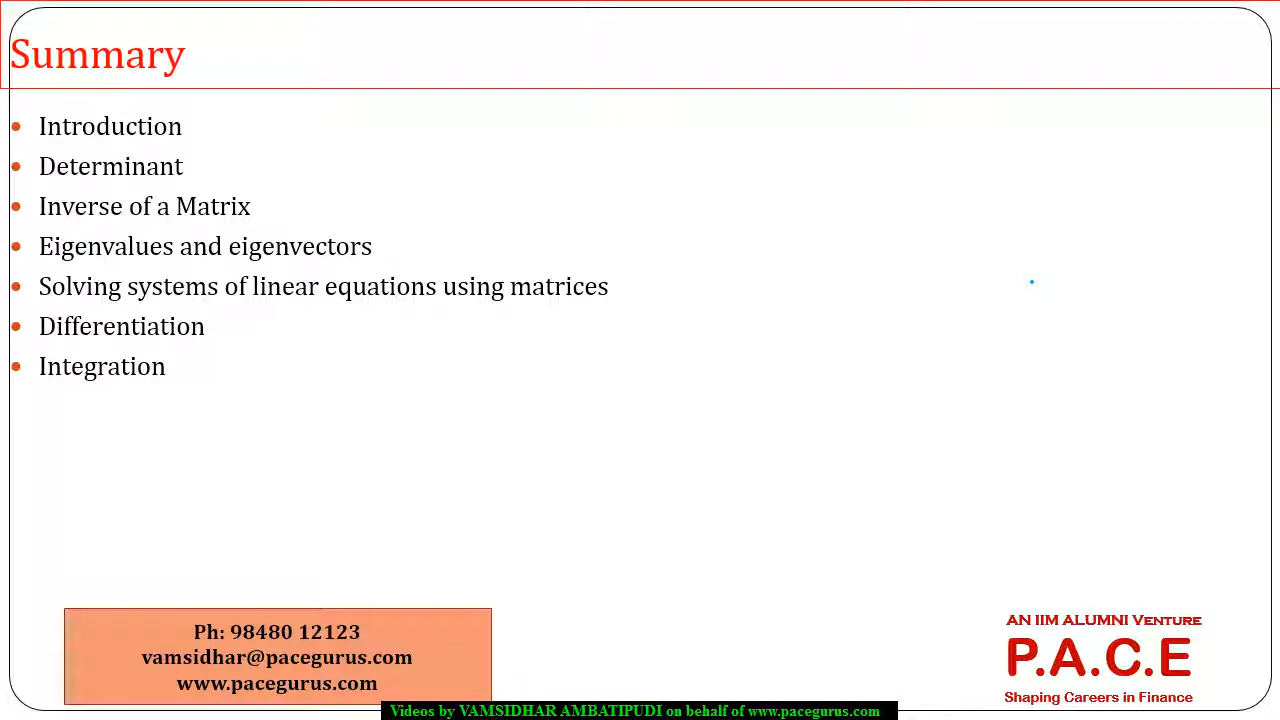 Summary
Introduction
Determinant
Inverse of a Matrix
Eigenvalues and eigenvectors
Solving systems of linear equations using matrices
Differentiation
Integration
Ph: 98480 12123
vamsidhar@pacegurus.com
www.pacegurus.com
AN IIM ALUMNI VENTURE
P.A.C.E
Shaping Careers in Finance
Videos by VAMSIDHAR AMBATIPUDI on behalf of www.pacegurus.com